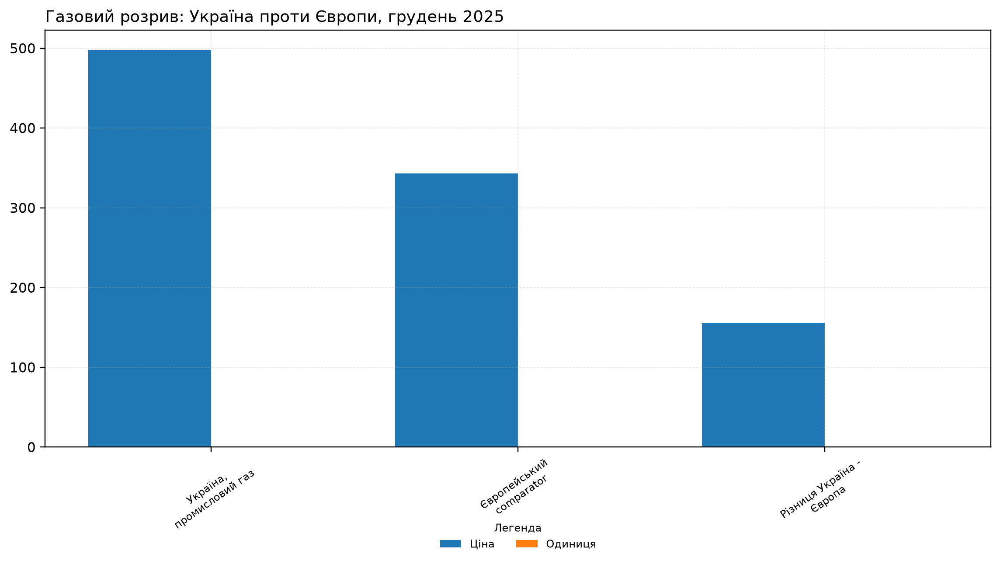 Газовий розрив: Україна проти Європи, грудень 2025
500
400
300
200
100
0
Україна,
промисловий газ
Європейський
comparator
Різниця Україна -
Європа
Легенда
Ціна
Одиниця